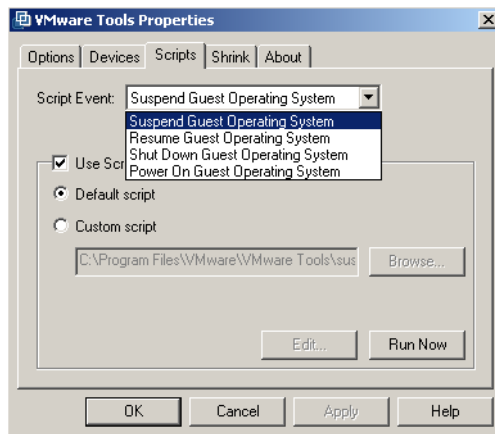 VMware Tools Properties
Options Devices Scripts Shrink About
Script Event: Suspend Guest Operating System
Suspend Guest Operating System
Resume Guest Operating System
Shut Down Guest Operating System
Use Scr
Power On Guest Operating System
Default script
Custom script
C:\Program Files\VMware\VMware Tools\sus Browse...
Edit... Run Now
OK Cancel Apply Help